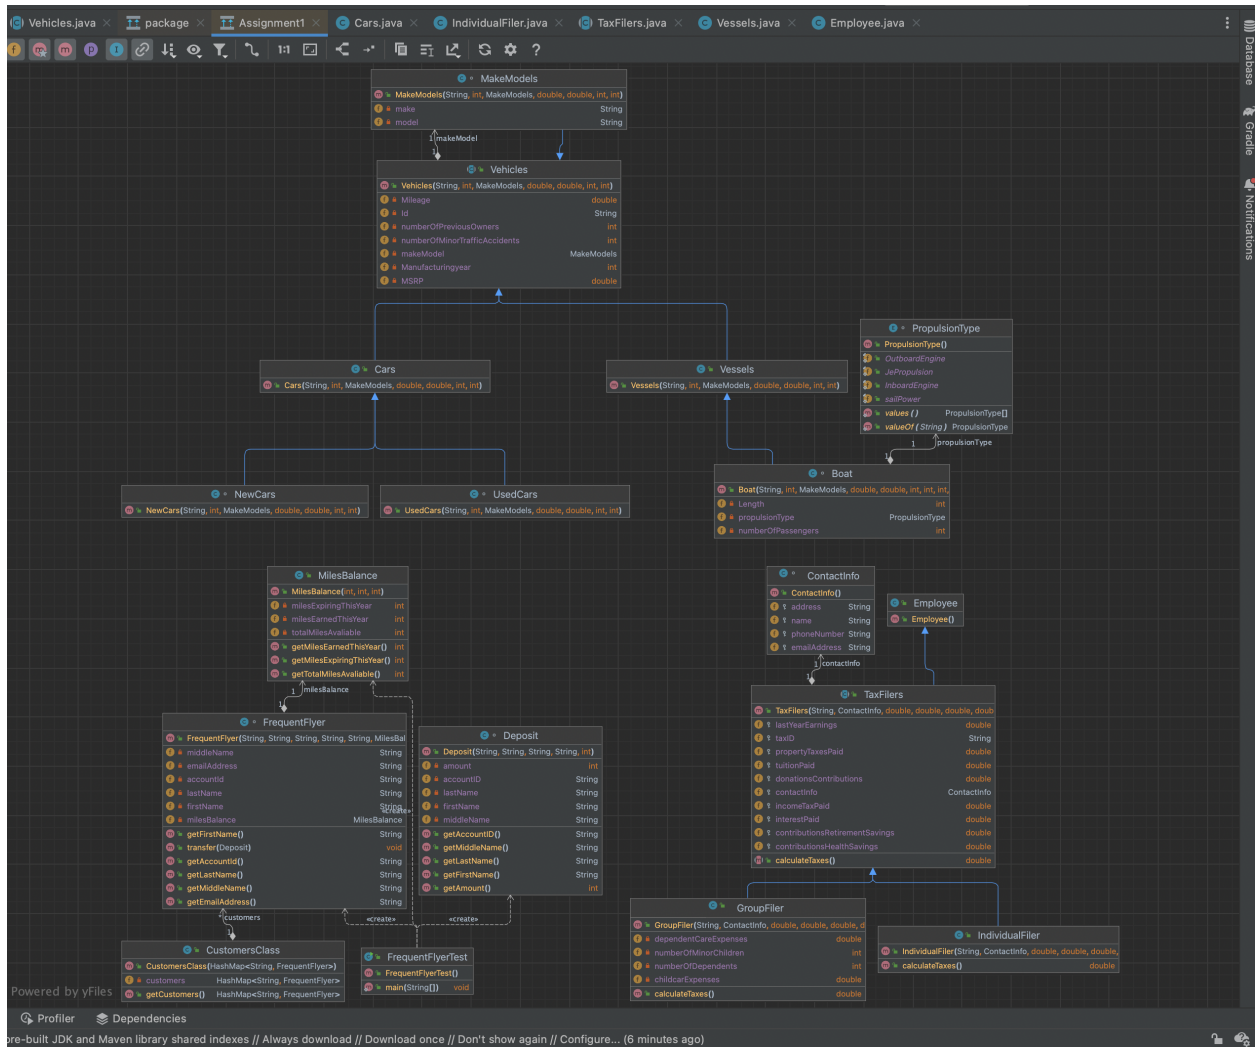 Vehicles.java
package
Assignment1
Cars.java
IndividualFiler.java
TaxFilers.java
Vessels.java
Employee.java
1:1
Database
Gradle
Notifications
MakeModels
MakeModels(String, int, MakeModels, double, double, int, int)
make String
model String
1 makeModel
1
Vehicles
Vehicles(String, int, MakeModels, double, double, int, int)
Mileage double
Id String
numberOfPreviousOwners int
numberOfMinorTrafficAccidents int
makeModel MakeModels
Manufacturingyear int
MSRP double
Cars
Cars(String, int, MakeModels, double, double, int, int)
Vessels
Vessels(String, int, MakeModels, double, double, int, int)
PropulsionType
PropulsionType()
OutboardEngine
JePropulsion
InboardEngine
sailPower
values() PropulsionType[]
valueOf(String) PropulsionType
1 propulsionType
1
NewCars
NewCars(String, int, MakeModels, double, double, int, int)
UsedCars
UsedCars(String, int, MakeModels, double, double, int, int)
Boat
Boat(String, int, MakeModels, double, double, int, int, int,
Length int
propulsionType PropulsionType
numberOfPassengers int
MilesBalance
MilesBalance(int, int, int)
milesExpiringThisYear int
milesEarnedThisYear int
totalMilesAvaliable int
getMilesEarnedThisYear() int
getMilesExpiringThisYear() int
getTotalMilesAvaliable() int
1 milesBalance
1
ContactInfo
ContactInfo()
address String
name String
phoneNumber String
emailAddress String
1 contactInfo
1
Employee
Employee()
FrequentFlyer
FrequentFlyer(String, String, String, String, String, MilesBal
middleName String
emailAddress String
accountId String
lastName String
firstName String
milesBalance MilesBalance
getFirstName() String
transfer(Deposit) void
getAccountId() String
getLastName() String
getMiddleName() String
getEmailAddress() String
«create»
Deposit
Deposit(String, String, String, String, int)
amount int
accountID String
lastName String
firstName String
middleName String
getAccountID() String
getMiddleName() String
getLastName() String
getFirstName() String
getAmount() int
TaxFilers
TaxFilers(String, ContactInfo, double, double, double, doub
lastYearEarnings double
taxID String
propertyTaxesPaid double
tuitionPaid double
donationsContributions double
contactInfo ContactInfo
incomeTaxPaid double
interestPaid double
contributionsRetirementSavings double
contributionsHealthSavings double
calculateTaxes() double
* customers
1
«create»
«create»
CustomersClass
CustomersClass(HashMap<String, FrequentFlyer>)
customers HashMap<String, FrequentFlyer>
getCustomers() HashMap<String, FrequentFlyer>
FrequentFlyerTest
FrequentFlyerTest()
main(String[]) void
GroupFiler
GroupFiler(String, ContactInfo, double, double, double, d
dependentCareExpenses double
numberOfMinorChildren int
numberOfDependents int
childcarExpenses double
calculateTaxes() double
IndividualFiler
IndividualFiler(String, ContactInfo, double, double, double,
calculateTaxes() double
Powered by yFiles
Profiler
Dependencies
ore-built JDK and Maven library shared indexes // Always download // Download once // Don't show again // Configure... (6 minutes ago)